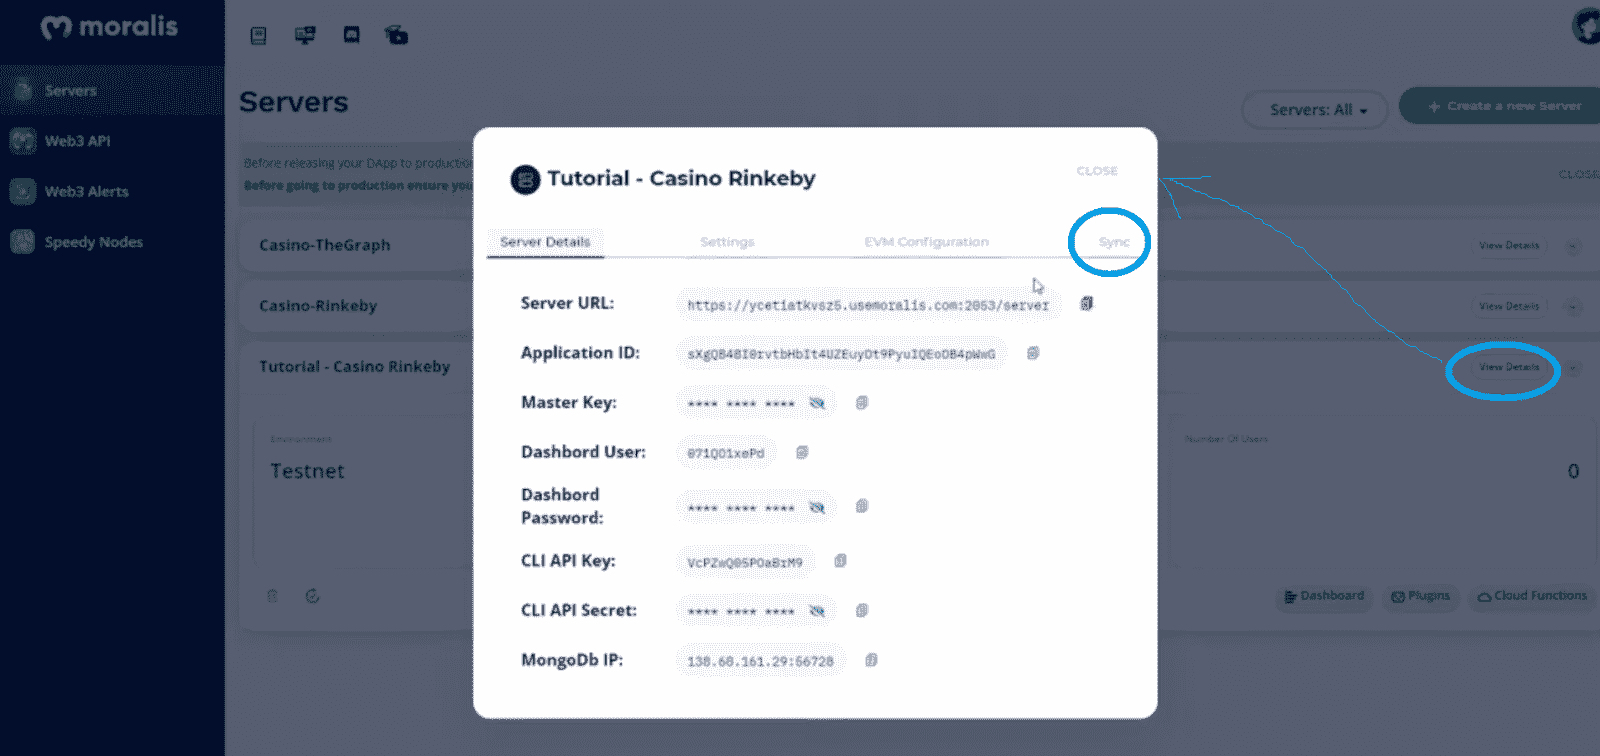 moralis
Servers
Web3 API
Web3 Alerts
Speedy Nodes
Servers
Servers: All
+ Create a new Server
Before releasing your DApp to production
Before going to production ensure you
CLOSE
Casino-TheGraph
View Details
Casino-Rinkeby
View Details
Tutorial - Casino Rinkeby
View Details
Environment
Testnet
Number Of Users
0
Dashboard
Plugins
Cloud Functions
Tutorial - Casino Rinkeby
CLOSE
Server Details
Settings
EVM Configuration
Sync
Server URL:
https://ycetiatkvsz5.usemoralis.com:2053/server
Application ID:
Master Key:
**** **** ****
Dashbord User:
071QO1xePd
Dashbord
Password:
**** **** ****
CLI API Key:
VcPZwQ05POaBrM9
CLI API Secret:
**** **** ****
MongoDb IP:
138.68.161.29:56728